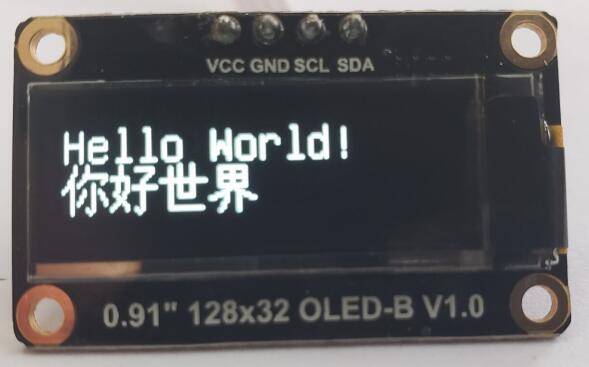 VCC GND SCL SDA
Hello World!
你好世界
0.91" 128x32 OLED-B V1.0